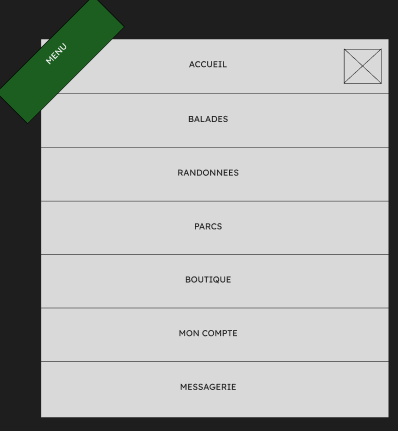 MENU
ACCUEIL
BALADES
RANDONNEES
PARCS
BOUTIQUE
MON COMPTE
MESSAGERIE